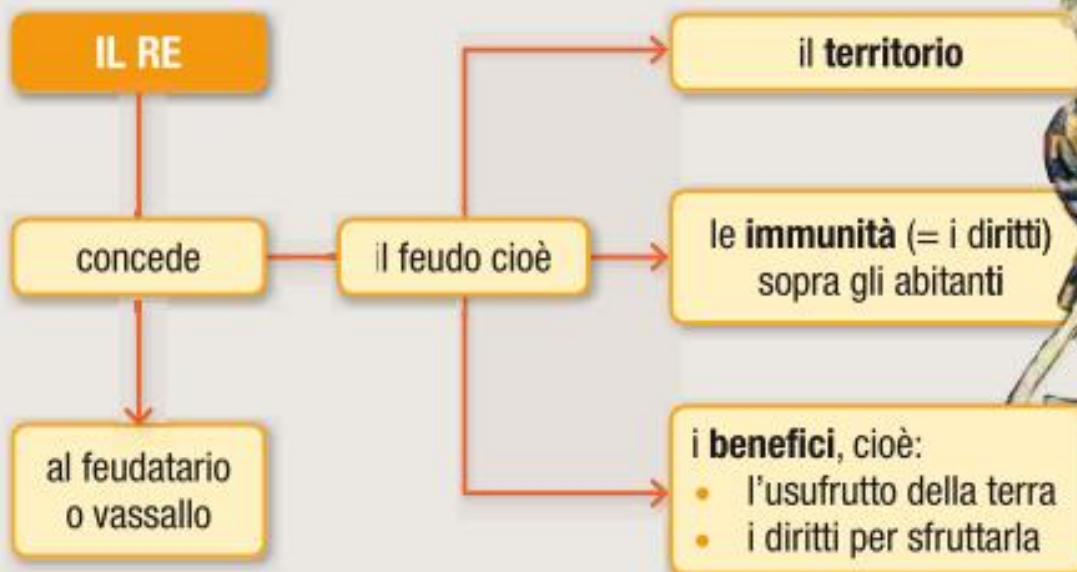 IL RE
concede
al feudatario
o vassallo
il feudo cioè
il territorio
le immunità (= i diritti)
sopra gli abitanti
i benefici, cioè:
• l'usufrutto della terra
• i diritti per sfruttarla